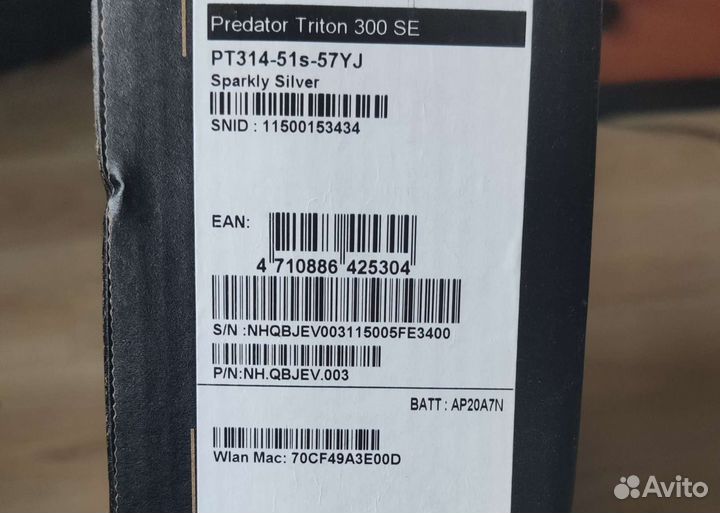 Predator Triton 300 SE
PT314-51s-57YJ
Sparkly Silver
SNID : 11500153434
EAN:
4 710886 425304
S/N :NHQBJEV003115005FE3400
P/N:NH.QBJEV.003
BATT : AP20A7N
Wlan Mac: 70CF49A3E00D
Avito